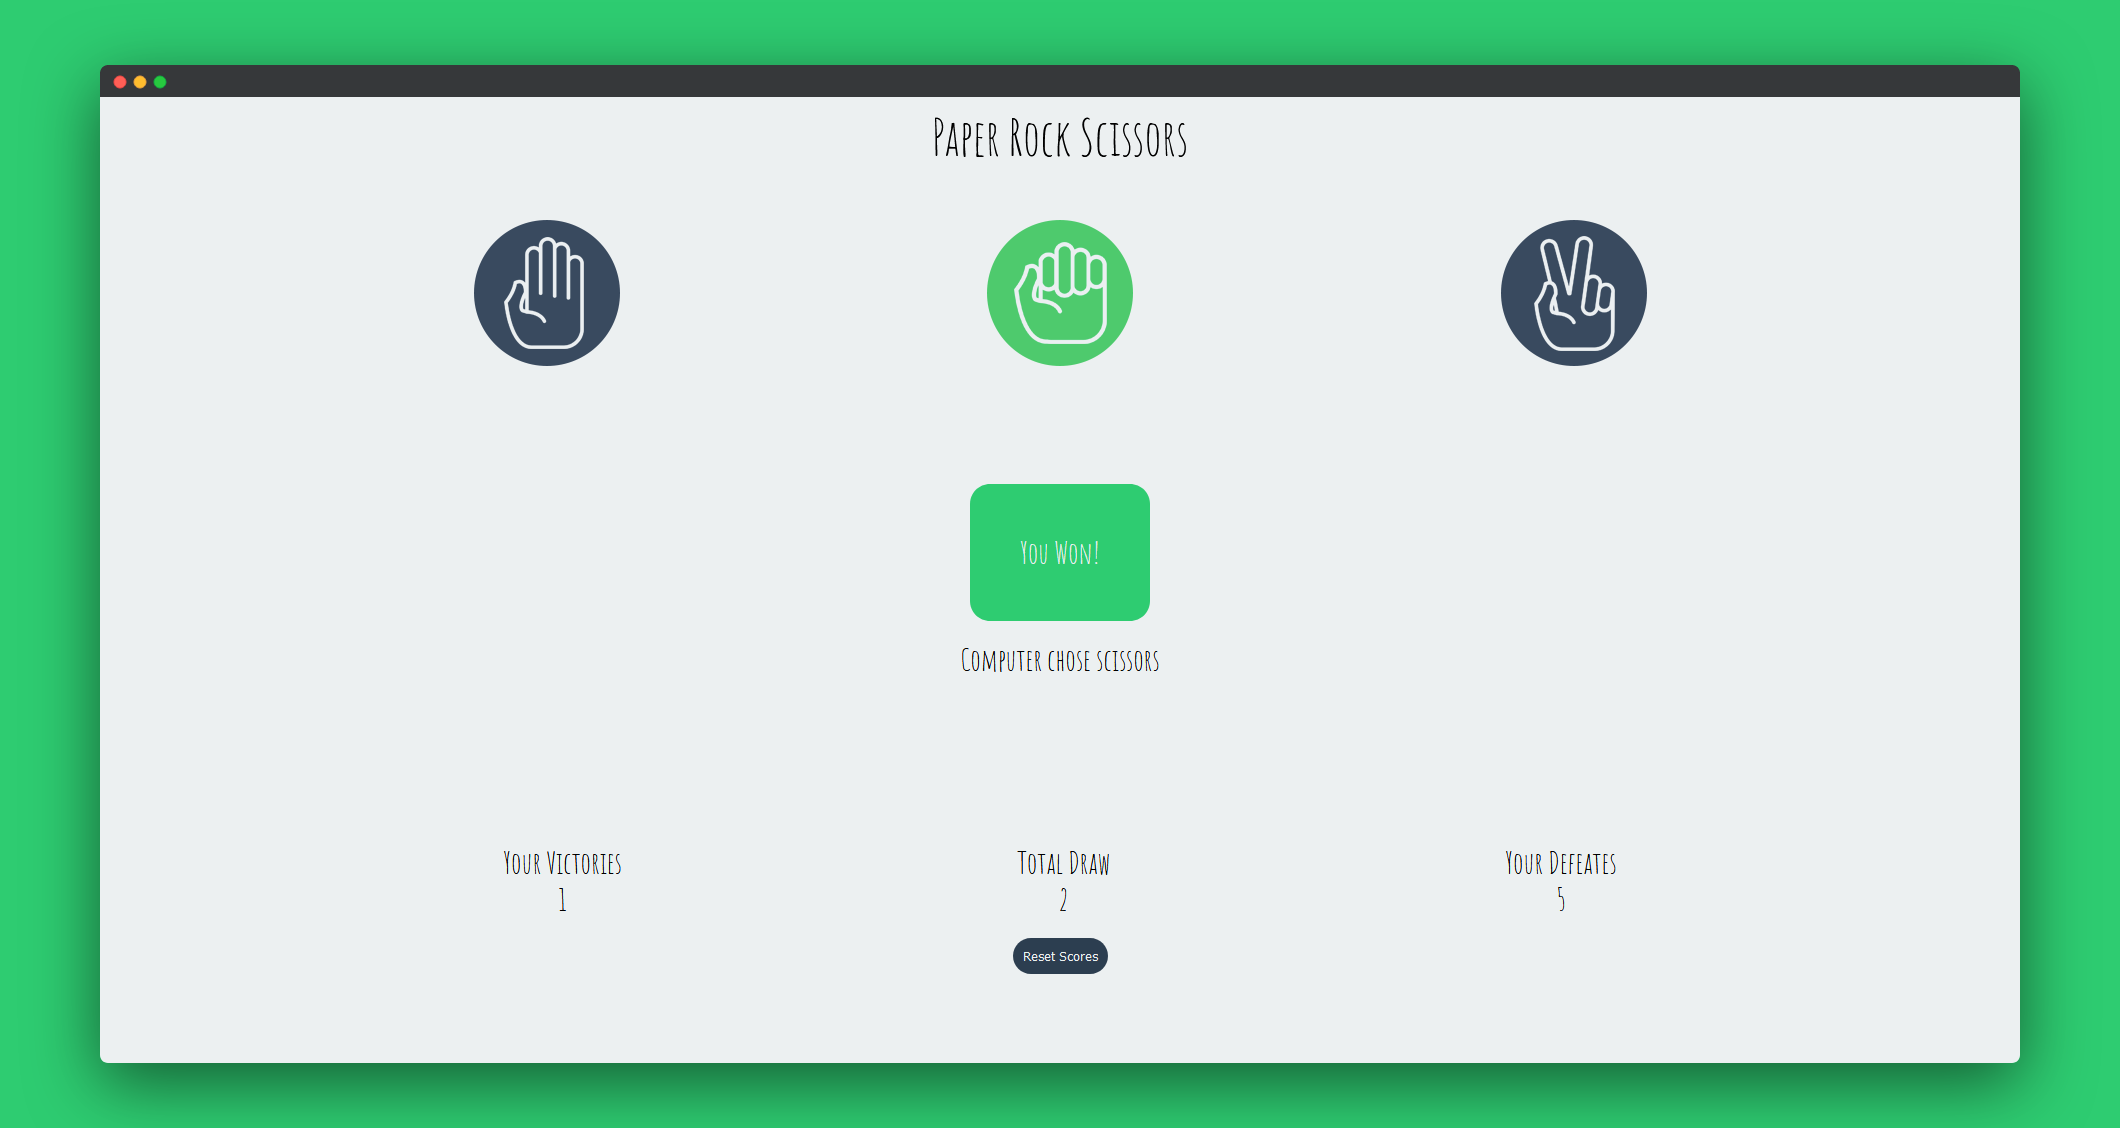 Paper Rock Scissors
You Won!
Computer chose scissors
Your Victories
1
Total Draw
2
Your Defeates
5
Reset Scores